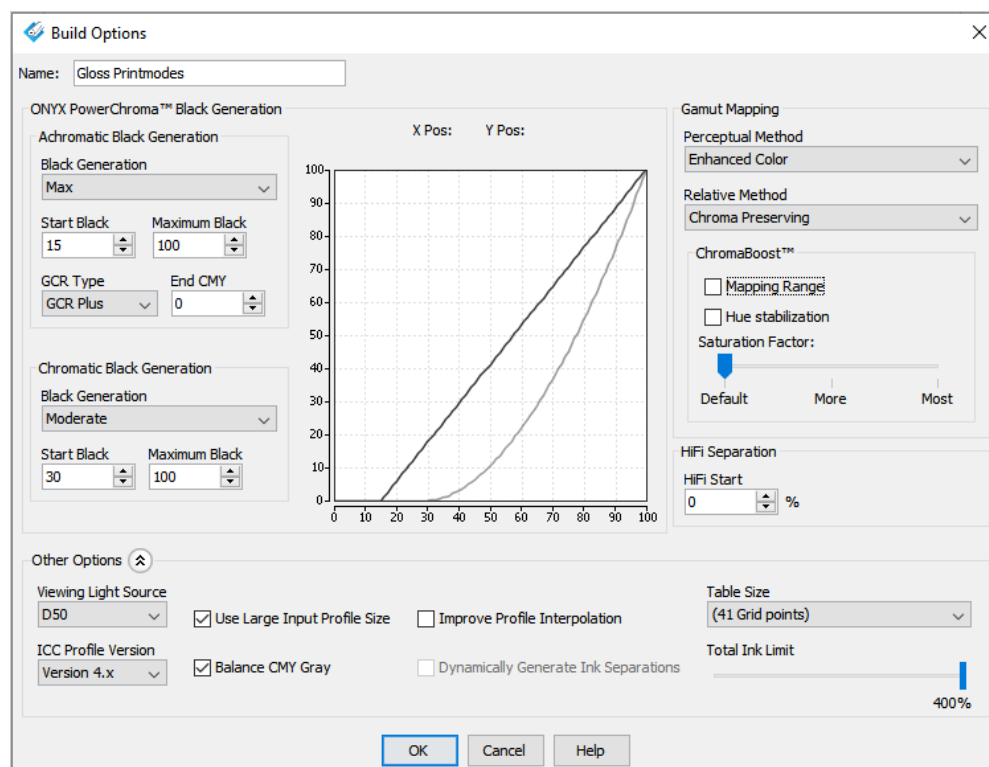 Build Options
Name: Gloss Printmodes
ONYX PowerChroma™ Black Generation
Achromatic Black Generation
Black Generation
Max
Start Black Maximum Black
15 100
GCR Type End CMY
GCR Plus 0
Chromatic Black Generation
Black Generation
Moderate
Start Black Maximum Black
30 100
X Pos: Y Pos:
100
90
80
70
60
50
40
30
20
10
0
0 10 20 30 40 50 60 70 80 90 100
Gamut Mapping
Perceptual Method
Enhanced Color
Relative Method
Chroma Preserving
ChromaBoost™
Mapping Range
Hue stabilization
Saturation Factor:
Default More Most
HiFi Separation
HiFi Start
0 %
Other Options
Viewing Light Source
D50
ICC Profile Version
Version 4.x
Use Large Input Profile Size
Balance CMY Gray
Improve Profile Interpolation
Dynamically Generate Ink Separations
Table Size
(41 Grid points)
Total Ink Limit
400%
OK Cancel Help